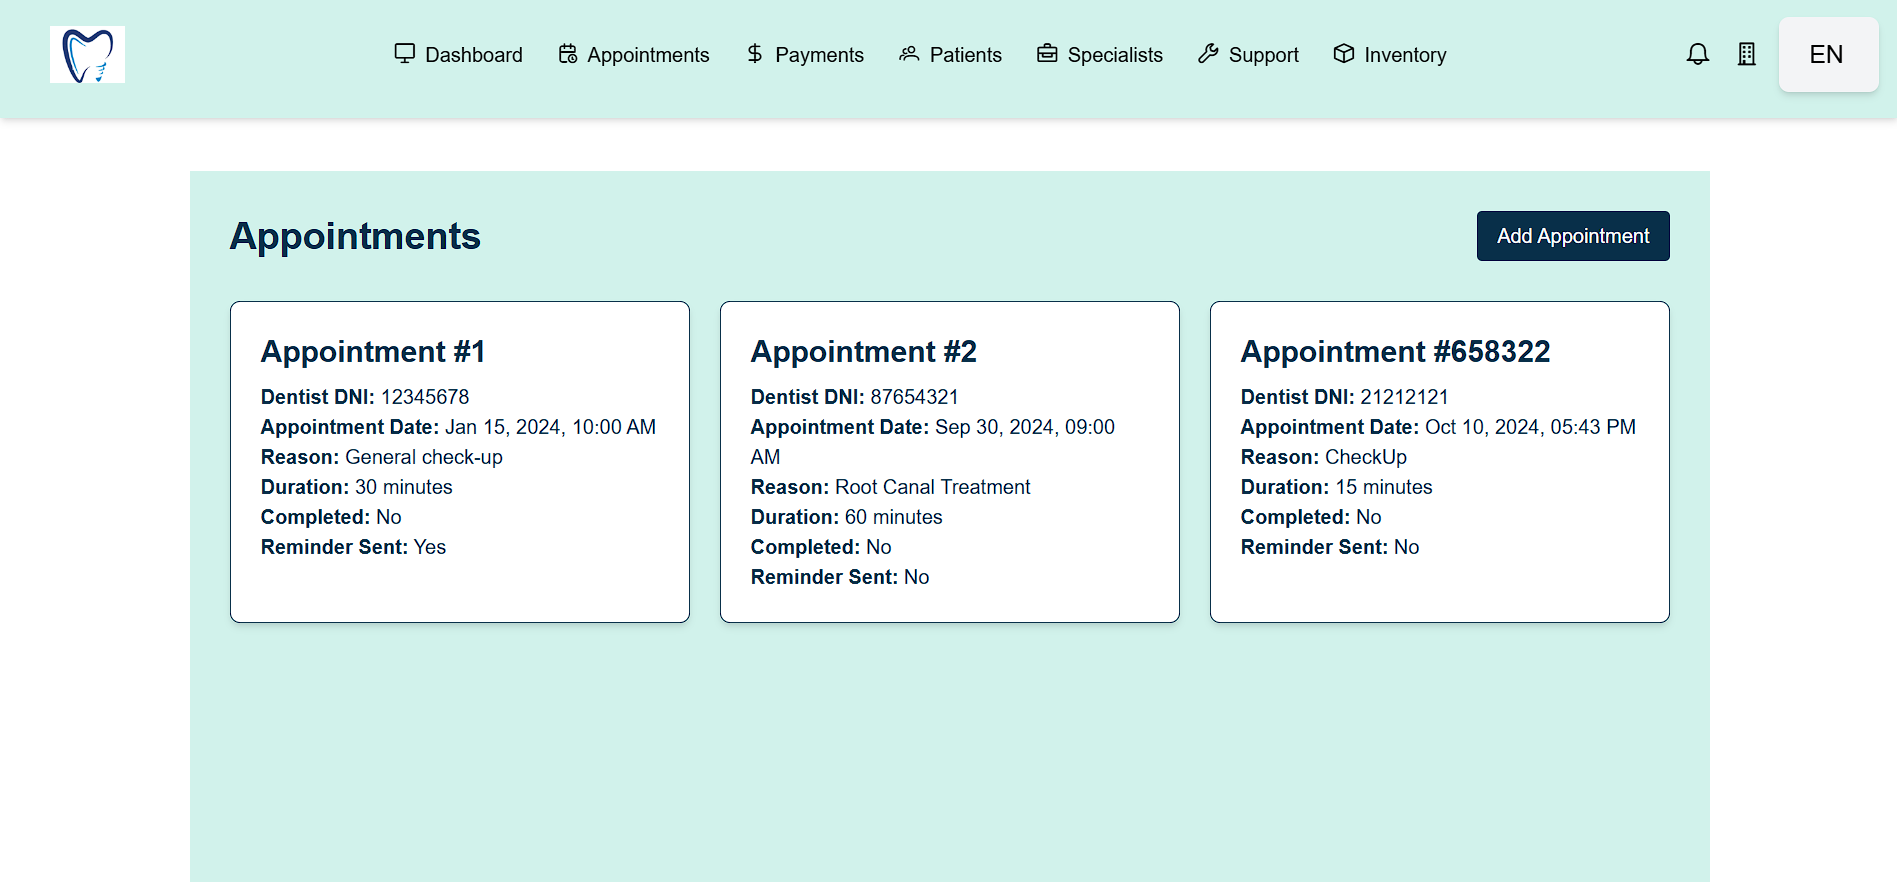 Dashboard Appointments Payments Patients Specialists Support Inventory EN
Appointments
Add Appointment
Appointment #1
Dentist DNI: 12345678
Appointment Date: Jan 15, 2024, 10:00 AM
Reason: General check-up
Duration: 30 minutes
Completed: No
Reminder Sent: Yes
Appointment #2
Dentist DNI: 87654321
Appointment Date: Sep 30, 2024, 09:00
AM
Reason: Root Canal Treatment
Duration: 60 minutes
Completed: No
Reminder Sent: No
Appointment #658322
Dentist DNI: 21212121
Appointment Date: Oct 10, 2024, 05:43 PM
Reason: CheckUp
Duration: 15 minutes
Completed: No
Reminder Sent: No